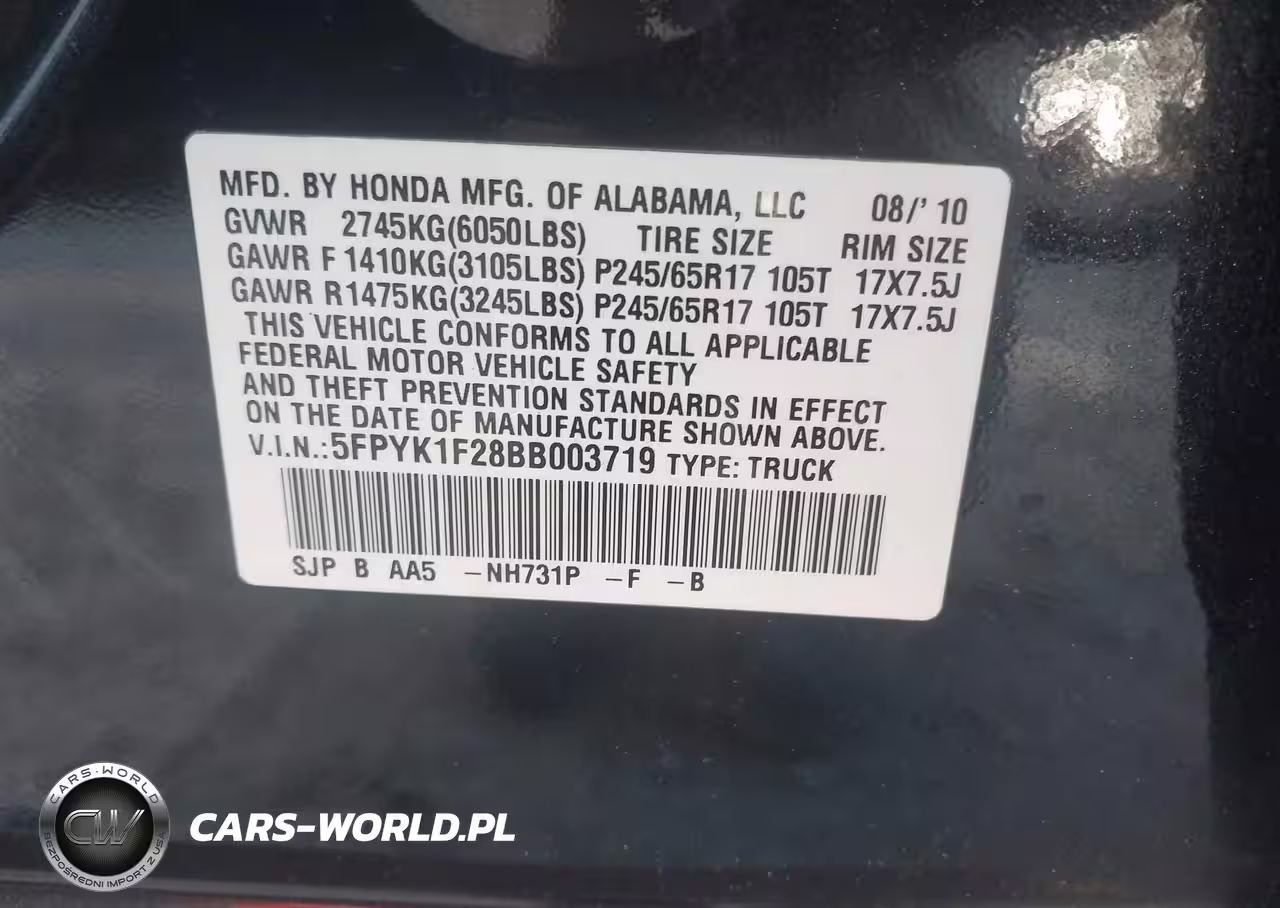 MFD. BY HONDA MFG. OF ALABAMA, LLC 08/' 10
GVWR 2745KG(6050LBS) TIRE SIZE RIM SIZE
GAWR F 1410KG(3105LBS) P245/65R17 105T 17X7.5J
GAWR R1475KG(3245LBS) P245/65R17 105T 17X7.5J
THIS VEHICLE CONFORMS TO ALL APPLICABLE
FEDERAL MOTOR VEHICLE SAFETY
AND THEFT PREVENTION STANDARDS IN EFFECT
ON THE DATE OF MANUFACTURE SHOWN ABOVE.
V.I.N.:5FPYK1F28BB003719 TYPE: TRUCK
SJP B AA5 -NH731P -F -B
CARS-WORLD
CW
BEZPOŚREDNI IMPORT Z USA
CARS-WORLD.PL